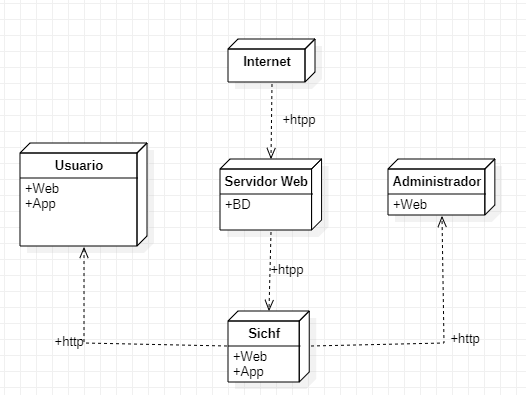 Internet
+htpp
Usuario
+Web
+App
Servidor Web
+BD
Administrador
+Web
+htpp
Sichf
+Web
+App
+http
+http